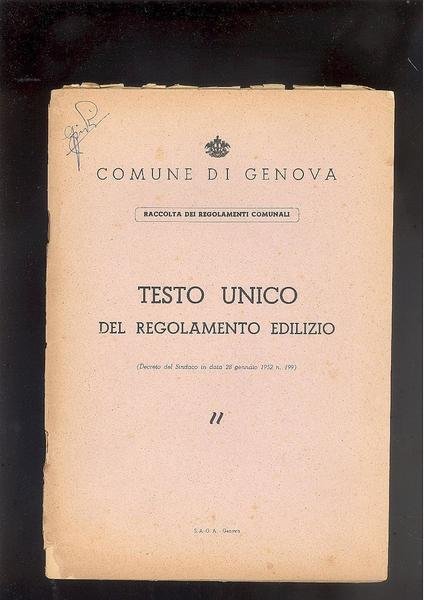 COMUNE DI GENOVA
RACCOLTA DEI REGOLAMENTI COMUNALI
TESTO UNICO
DEL REGOLAMENTO EDILIZIO
(Decreto del Sindaco in data 28 gennaio 1952 n. 199)
S.A.G.A. - Genova